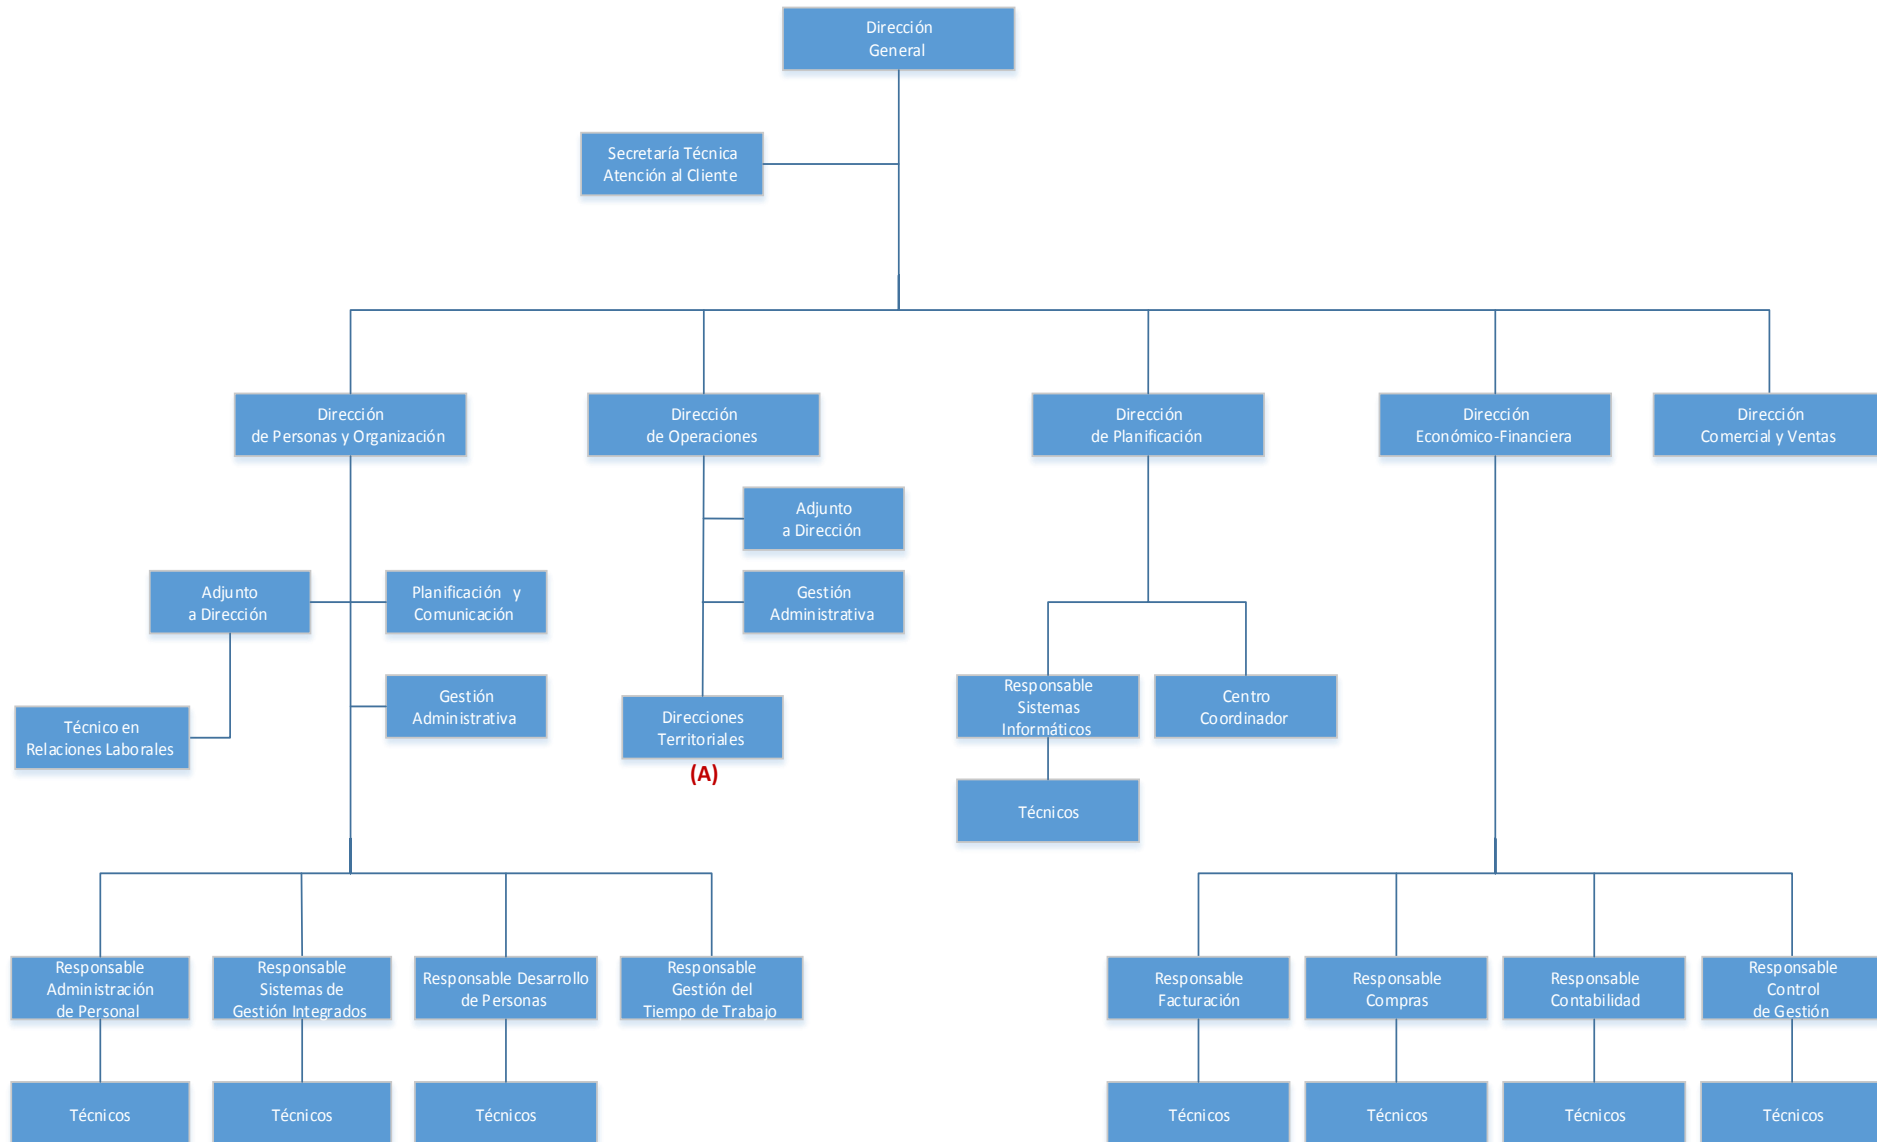 Dirección
General
Secretaría Técnica
Atención al Cliente
Dirección
de Personas y Organización
Dirección
de Operaciones
Dirección
de Planificación
Dirección
Económico-Financiera
Dirección
Comercial y Ventas
Adjunto
a Dirección
Adjunto
a Dirección
Planificación y
Comunicación
Gestión
Administrativa
Técnico en
Relaciones Laborales
Gestión
Administrativa
Direcciones
Territoriales
(A)
Responsable
Sistemas
Informáticos
Centro
Coordinador
Técnicos
Responsable
Administración
de Personal
Responsable
Sistemas de
Gestión Integrados
Responsable Desarrollo
de Personas
Responsable
Gestión del
Tiempo de Trabajo
Responsable
Facturación
Responsable
Compras
Responsable
Contabilidad
Responsable
Control
de Gestión
Técnicos
Técnicos
Técnicos
Técnicos
Técnicos
Técnicos
Técnicos